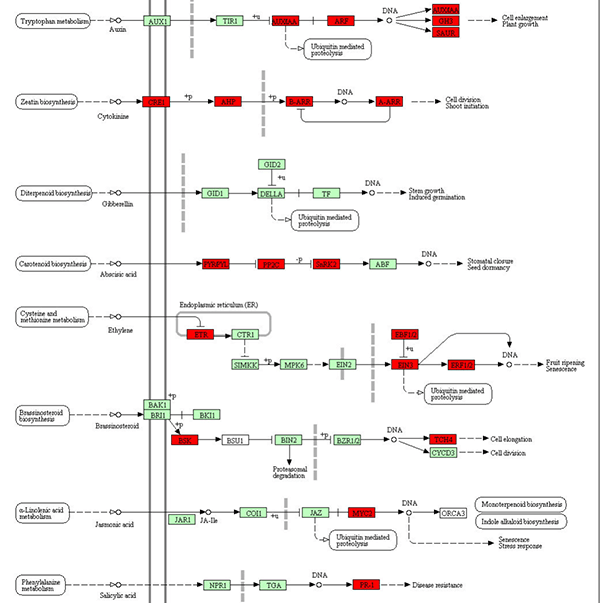 Tryptophan metabolism
Auxin
AUX1
TIR1
+u
AUX/IAA
ARF
DNA
AUX/IAA
GH3
SAUR
Cell enlargement
Plant growth
Ubiquitin mediated
proteolysis
Zeatin biosynthesis
Cytokinine
CRE1
+p
AHP
+p
B-ARR
DNA
A-ARR
Cell division
Shoot initiation
Diterpenoid biosynthesis
Gibberellin
GID1
GID2
+u
DELLA
TF
DNA
Stem growth
Induced germination
Ubiquitin mediated
proteolysis
Carotenoid biosynthesis
Abscisic acid
PYR/PYL
PP2C
-p
SnRK2
ABF
DNA
Stomatal closure
Seed dormancy
Cysteine and
methionine metabolism
Ethylene
Endoplasmic reticulum (ER)
ETR
CTR1
SIMKK
+p
MPK6
EIN2
EBF1/2
+u
EIN3
ERF1/2
DNA
Fruit ripening
Senescence
Ubiquitin mediated
proteolysis
Brassinosteroid
biosynthesis
Brassinosteroid
BAK1
BRI1
+p
BKI1
+p
BSK
BSU1
BIN2
+p
BZR1/2
TCH4
CYCD3
Cell elongation
Cell division
Proteasomal
degradation
α-Linolenic acid
metabolism
Jasmonic acid
JAR1
JA-Ile
COI1
+u
JAZ
MYC2
DNA
ORCA3
Monoterpenoid biosynthesis
Indole alkaloid biosynthesis
Ubiquitin mediated
proteolysis
Senescence
Stress response
Phenylalanine
metabolism
Salicylic acid
NPR1
TGA
DNA
PR-1
Disease resistance